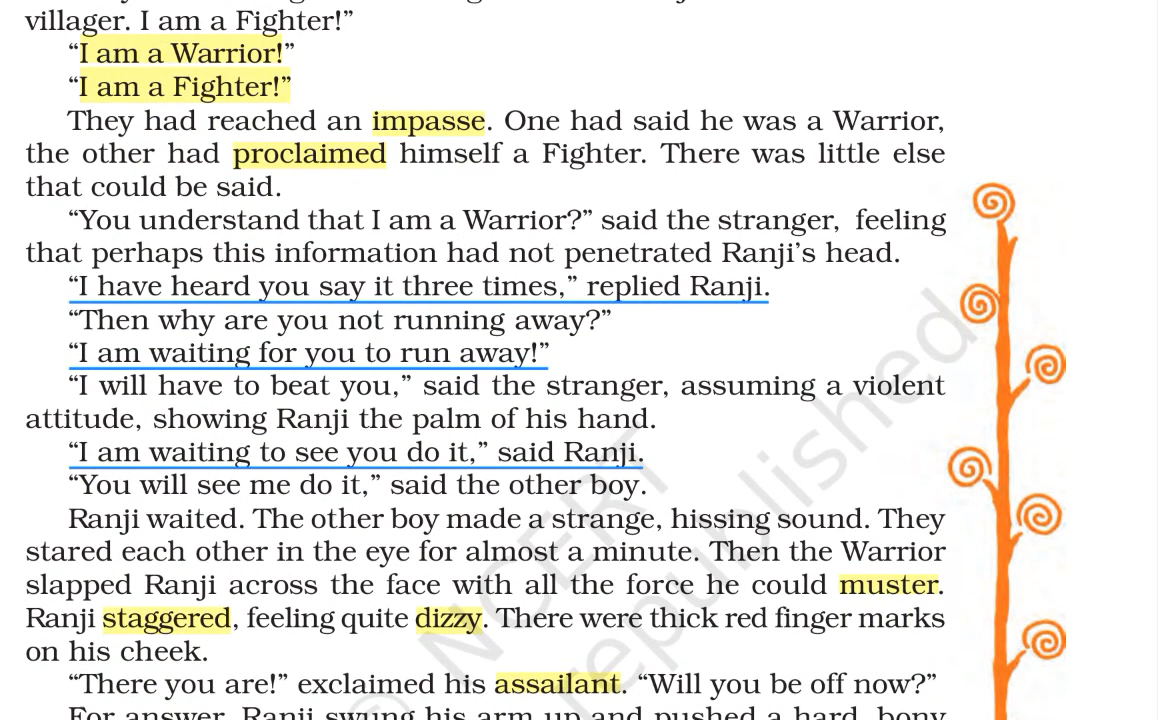 villager. I am a Fighter!”
“I am a Warrior!”
“I am a Fighter!”
They had reached an impasse. One had said he was a Warrior,
the other had proclaimed himself a Fighter. There was little else
that could be said.
“You understand that I am a Warrior?” said the stranger, feeling
that perhaps this information had not penetrated Ranji’s head.
“I have heard you say it three times,” replied Ranji.
“Then why are you not running away?”
“I am waiting for you to run away!”
“I will have to beat you,” said the stranger, assuming a violent
attitude, showing Ranji the palm of his hand.
“I am waiting to see you do it,” said Ranji.
“You will see me do it,” said the other boy.
Ranji waited. The other boy made a strange, hissing sound. They
stared each other in the eye for almost a minute. Then the Warrior
slapped Ranji across the face with all the force he could muster.
Ranji staggered, feeling quite dizzy. There were thick red finger marks
on his cheek.
“There you are!” exclaimed his assailant. “Will you be off now?”
For answer, Ranji swung his arm up and pushed a hard, bony
© NCERT
republished